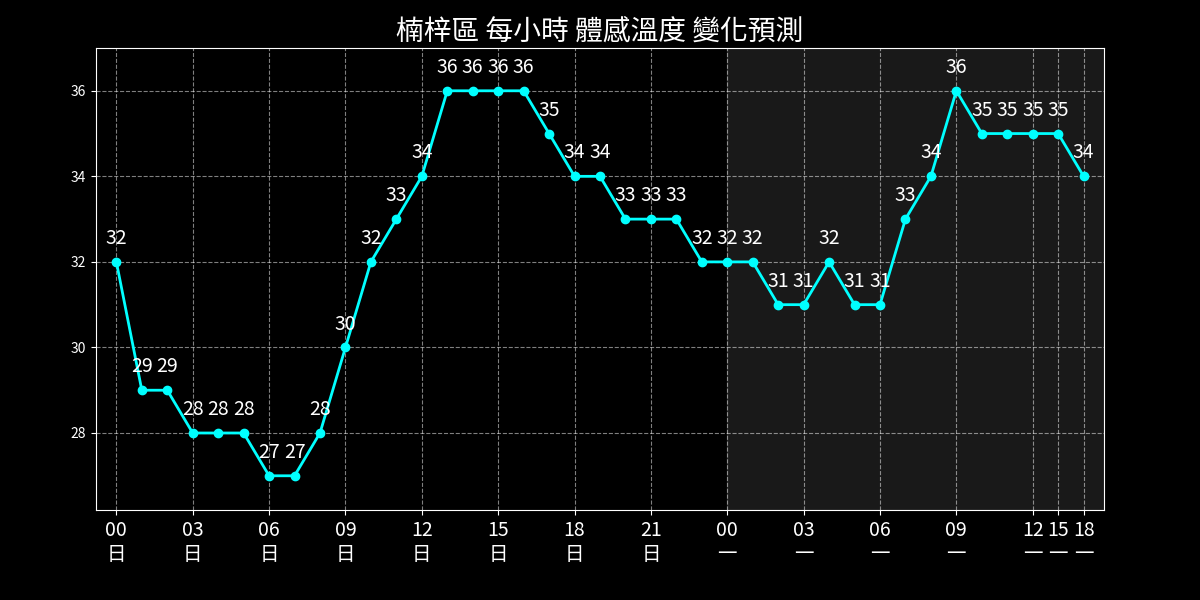 楠梓區 每小時 體感溫度 變化預測
36 36 36 36 36
36
35 35 35 35 35
34 34 34 34 34
34
33 33 33 33 33
32 32 32 32 32 32
32
31 31 31 31
30
30
29 29
28 28 28 28
28
27 27
00 03 06 09 12 15 18 21 00 03 06 09 12 15 18
日 日 日 日 日 日 日 日 一 一 一 一 一 一 一